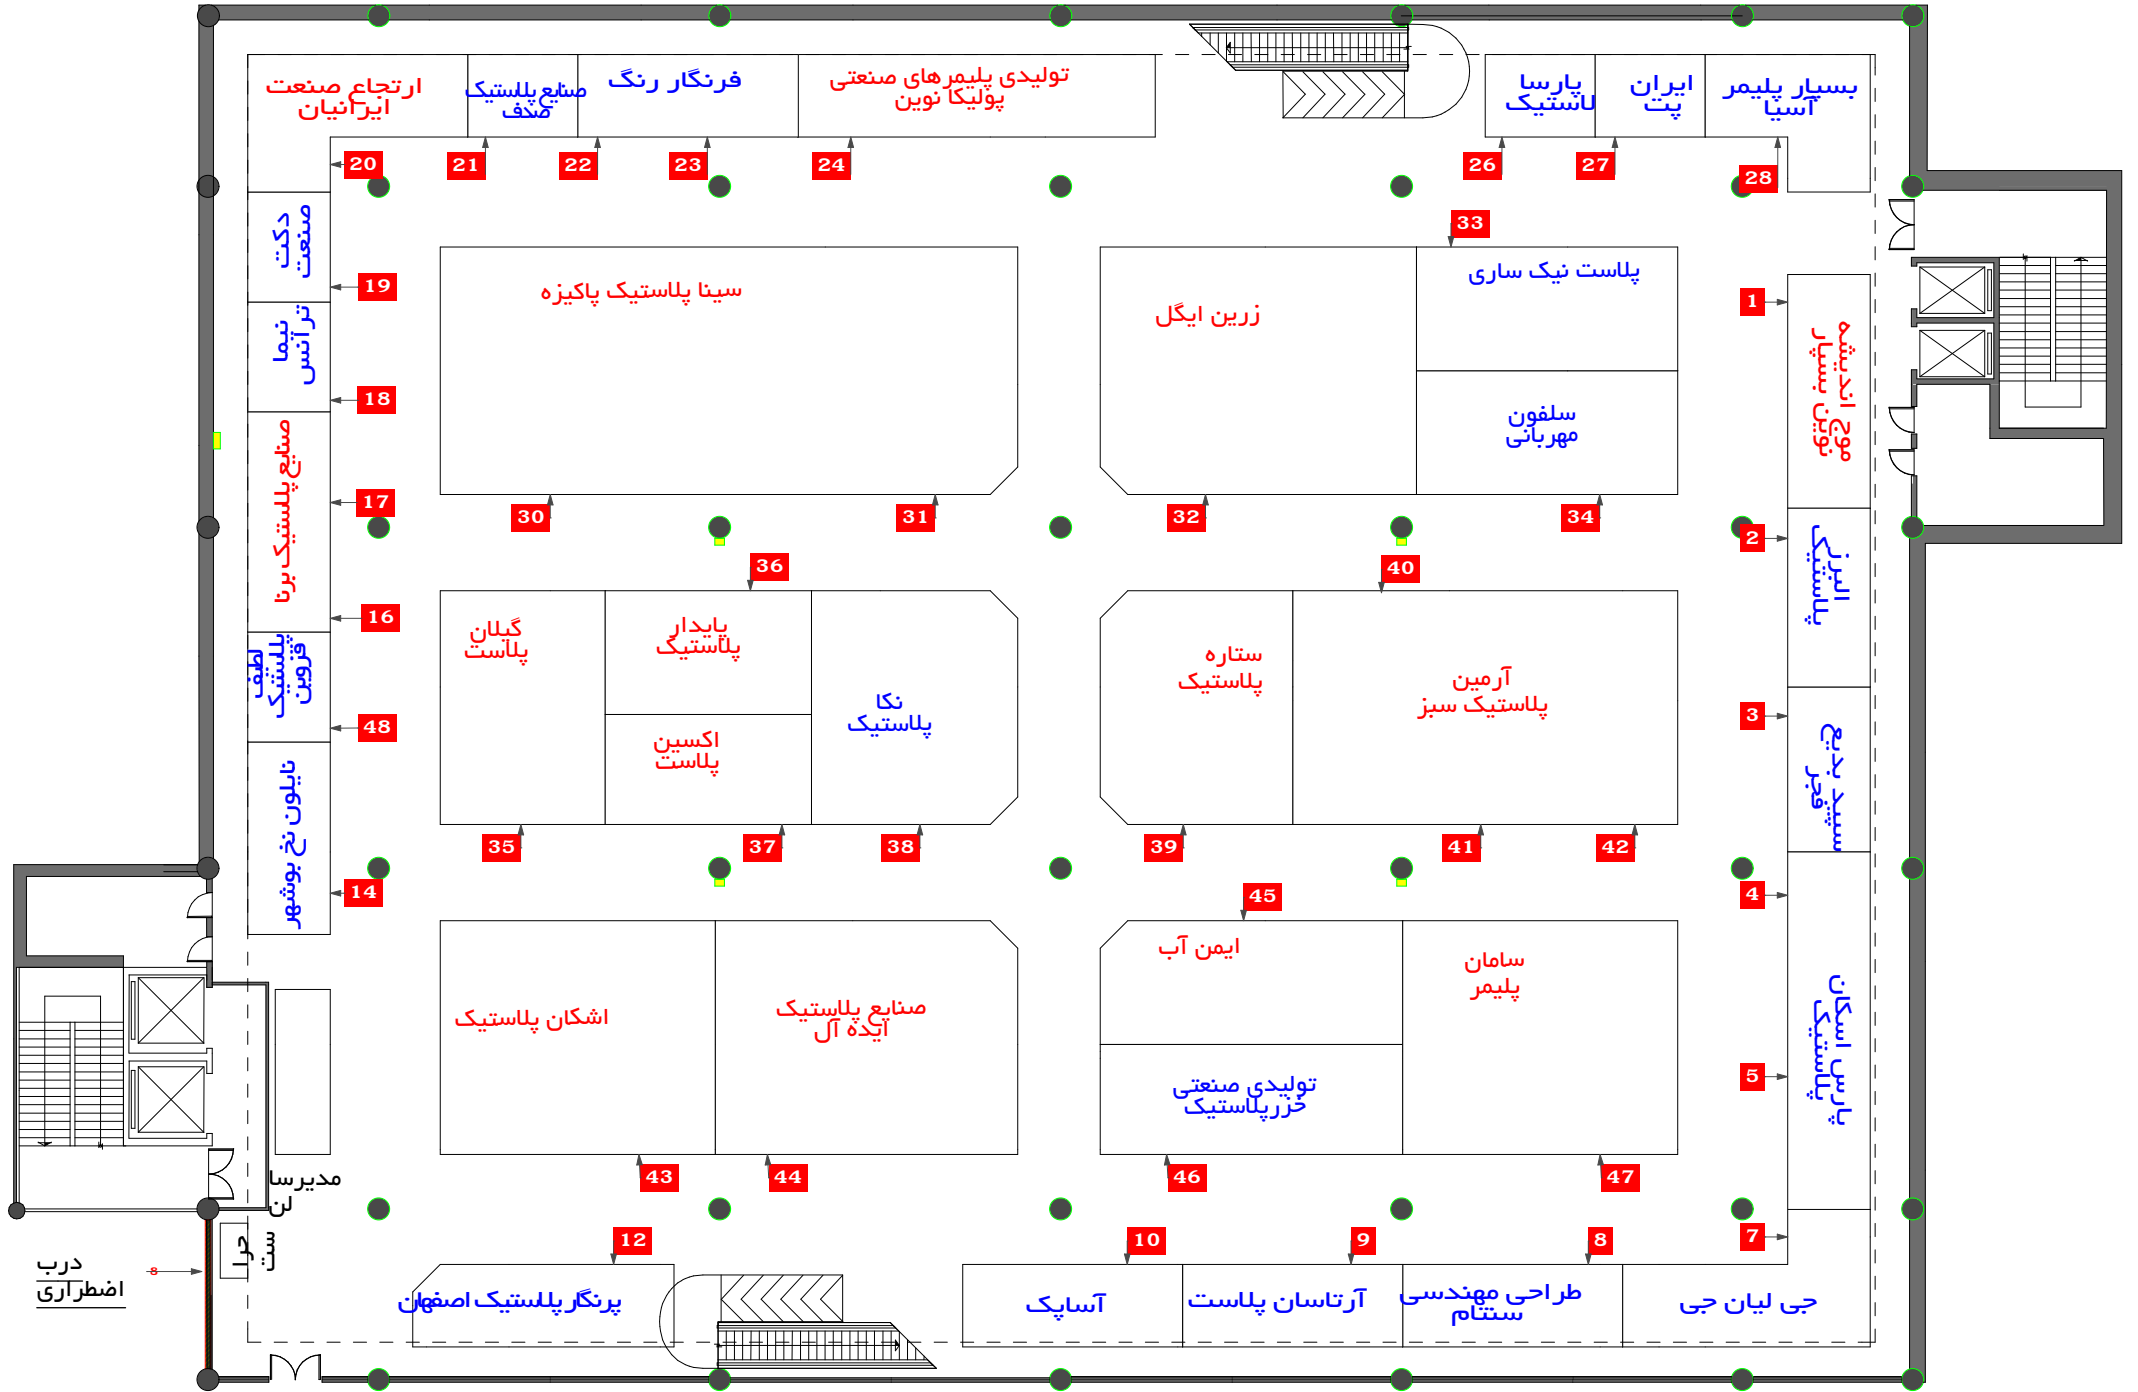 ارتجاع صنعت
ایرانیان
صنایع پلاستیک
صدف
فرنگار رنگ
تولیدی پلیمرهای صنعتی
پولیکا نوین
پارسا
پلاستیک
ایران
پت
بسپار پلیمر
آسیا
20
21
22
23
24
26
27
28
دکت
صنعت
19
نیما
ترانس
18
صنایع پلاستیک برنا
17
16
لطیف
پلاستیک
قزوین
48
نایلون نخ بوشهر
14
سینا پلاستیک پاکیزه
30
31
زرین ایگل
32
33
پلاست نیک ساری
سلفون
مهربانی
34
1
موج اندیشه
نوین بسپار
2
البرز
پلاستیک
3
سپید بدیع
فجر
4
پارس اسکان
پلاستیک
5
7
گیلان
پلاست
35
36
پایدار
پلاستیک
اکسین
پلاست
37
نکا
پلاستیک
38
ستاره
پلاستیک
39
40
آرمین
پلاستیک سبز
41
42
اشکان پلاستیک
43
صنایع پلاستیک
ایده آل
44
45
ایمن آب
تولیدی صنعتی
خزرپلاستیک
46
سامان
پلیمر
47
مدیرسا
لن
حرا
ست
درب
اضطراری
8
12
پرنگار پلاستیک اصفهان
10
آساپک
9
آرتاسان پلاست
8
طراحی مهندسی
سنتام
جی لیان جی